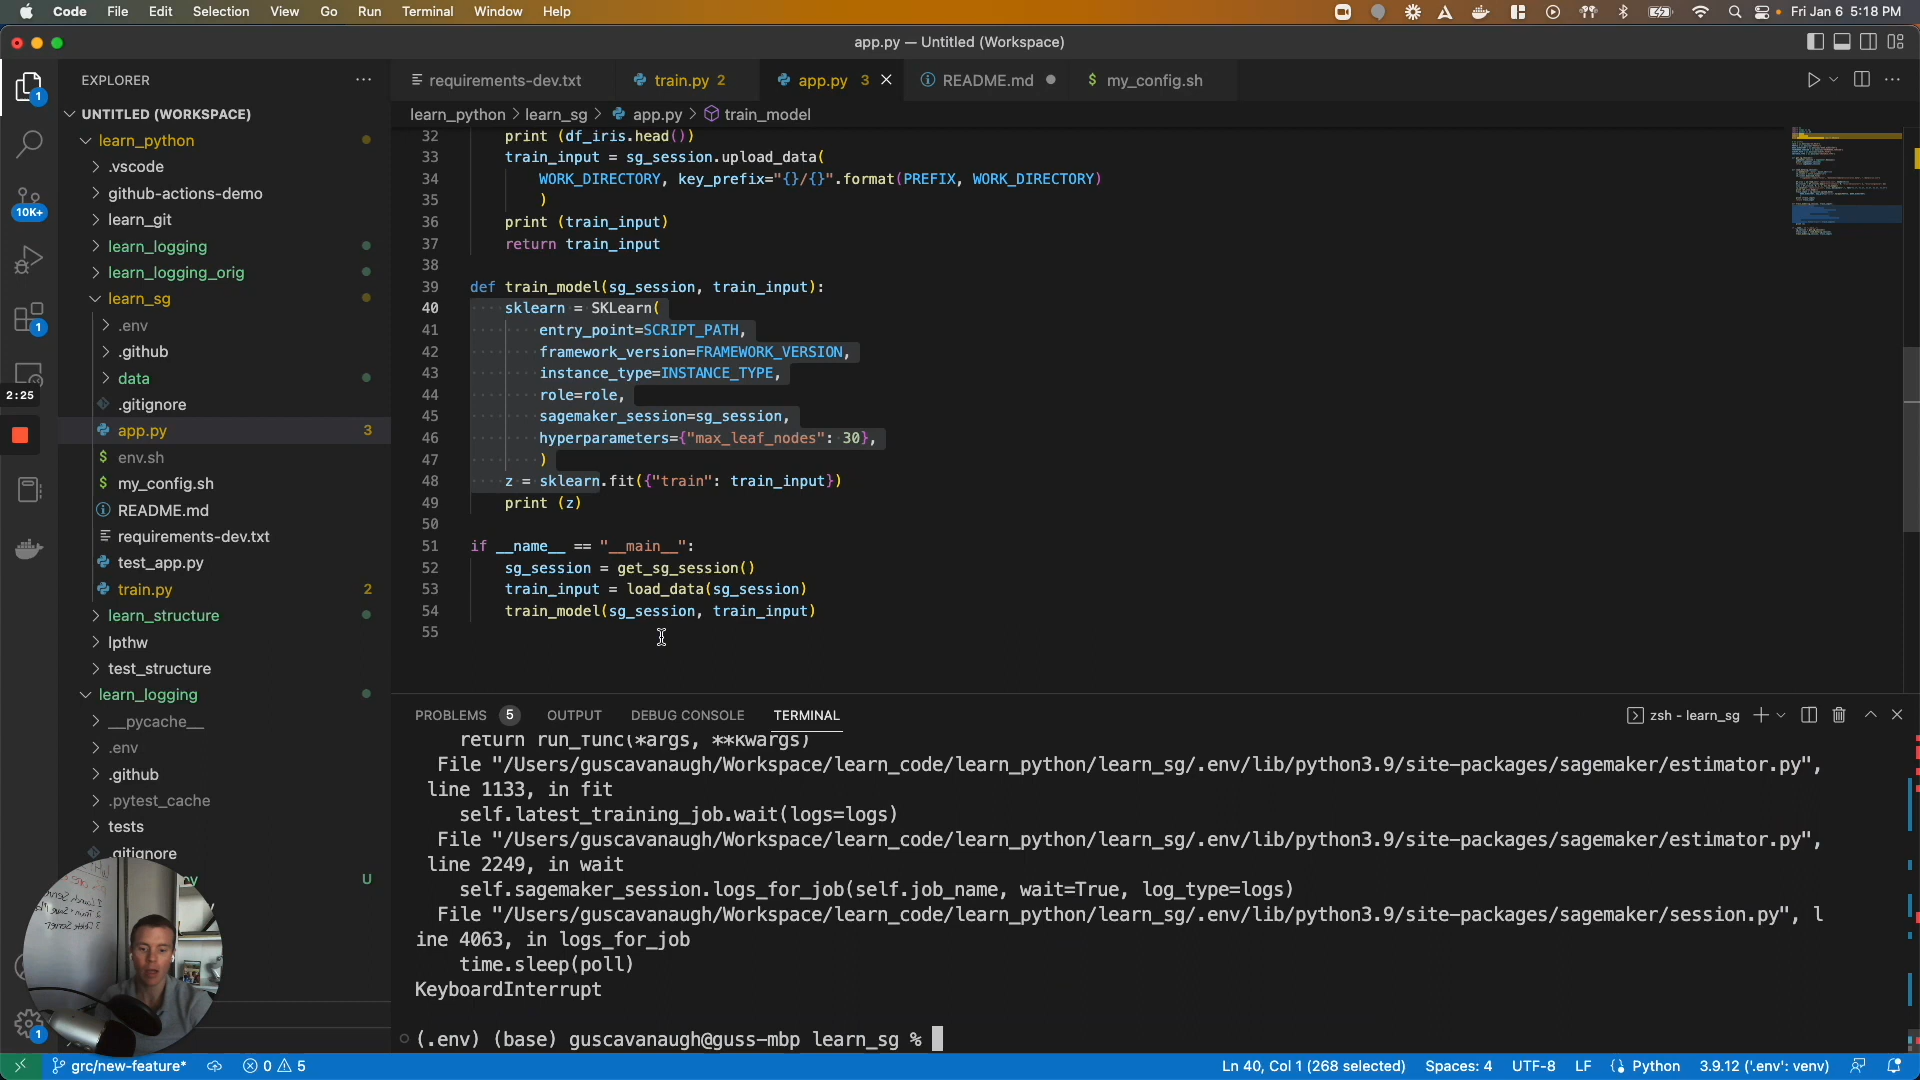 Code File Edit Selection View Go Run Terminal Window Help Fri Jan 6 5:18 PM
app.py — Untitled (Workspace)
EXPLORER
UNTITLED (WORKSPACE)
learn_python
.vscode
github-actions-demo
learn_git
learn_logging
learn_logging_orig
learn_sg
.env
.github
data
.gitignore
app.py 3
env.sh
my_config.sh
README.md
requirements-dev.txt
test_app.py
train.py 2
learn_structure
lpthw
test_structure
learn_logging
__pycache__
.env
.github
.pytest_cache
tests
.gitignore
U
1
10K+
1
2:25
1
requirements-dev.txt train.py 2 app.py 3 README.md $ my_config.sh
learn_python > learn_sg > app.py > train_model
32 print (df_iris.head())
33 train_input = sg_session.upload_data(
34 WORK_DIRECTORY, key_prefix="{}/{}".format(PREFIX, WORK_DIRECTORY)
35 )
36 print (train_input)
37 return train_input
38
39 def train_model(sg_session, train_input):
40 sklearn = SKLearn(
41 entry_point=SCRIPT_PATH,
42 framework_version=FRAMEWORK_VERSION,
43 instance_type=INSTANCE_TYPE,
44 role=role,
45 sagemaker_session=sg_session,
46 hyperparameters={"max_leaf_nodes": 30},
47 )
48 z = sklearn.fit({"train": train_input})
49 print (z)
50
51 if __name__ == "__main__":
52 sg_session = get_sg_session()
53 train_input = load_data(sg_session)
54 train_model(sg_session, train_input)
55
PROBLEMS 5 OUTPUT DEBUG CONSOLE TERMINAL zsh - learn_sg
return run_func(*args, **kwargs)
File "/Users/guscavanaugh/Workspace/learn_code/learn_python/learn_sg/.env/lib/python3.9/site-packages/sagemaker/estimator.py",
line 1133, in fit
self.latest_training_job.wait(logs=logs)
File "/Users/guscavanaugh/Workspace/learn_code/learn_python/learn_sg/.env/lib/python3.9/site-packages/sagemaker/estimator.py",
line 2249, in wait
self.sagemaker_session.logs_for_job(self.job_name, wait=True, log_type=logs)
File "/Users/guscavanaugh/Workspace/learn_code/learn_python/learn_sg/.env/lib/python3.9/site-packages/sagemaker/session.py", l
ine 4063, in logs_for_job
time.sleep(poll)
KeyboardInterrupt
(.env) (base) guscavanaugh@guss-mbp learn_sg %
grc/new-feature* 0 5 Ln 40, Col 1 (268 selected) Spaces: 4 UTF-8 LF Python 3.9.12 ('.env': venv)